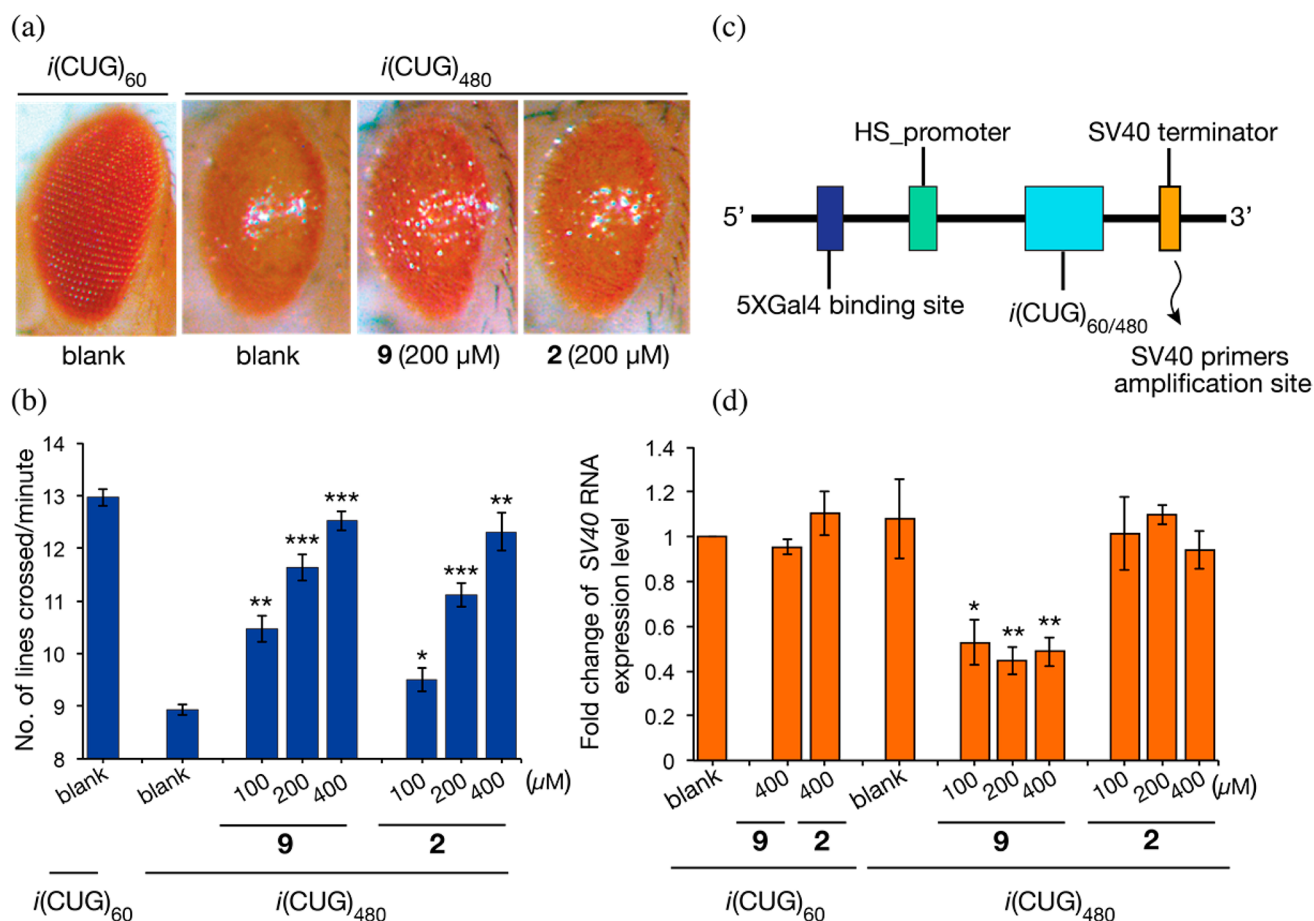 (a)
i(CUG)60
i(CUG)480
blank
blank
9 (200 μM)
2 (200 μM)
(c)
HS_promoter
SV40 terminator
5’
3’
5XGal4 binding site
i(CUG)60/480
SV40 primers
amplification site
(b)
No. of lines crossed/minute
14
13
12
11
10
9
8
**
***
***
*
***
**
blank
blank
100
200
400
100
200
400
(μM)
9
2
i(CUG)60
i(CUG)480
(d)
Fold change of SV40 RNA
expression level
1.4
1.2
1
0.8
0.6
0.4
0.2
0
*
**
**
blank
400
400
blank
100
200
400
100
200
400
(μM)
9
2
9
2
i(CUG)60
i(CUG)480